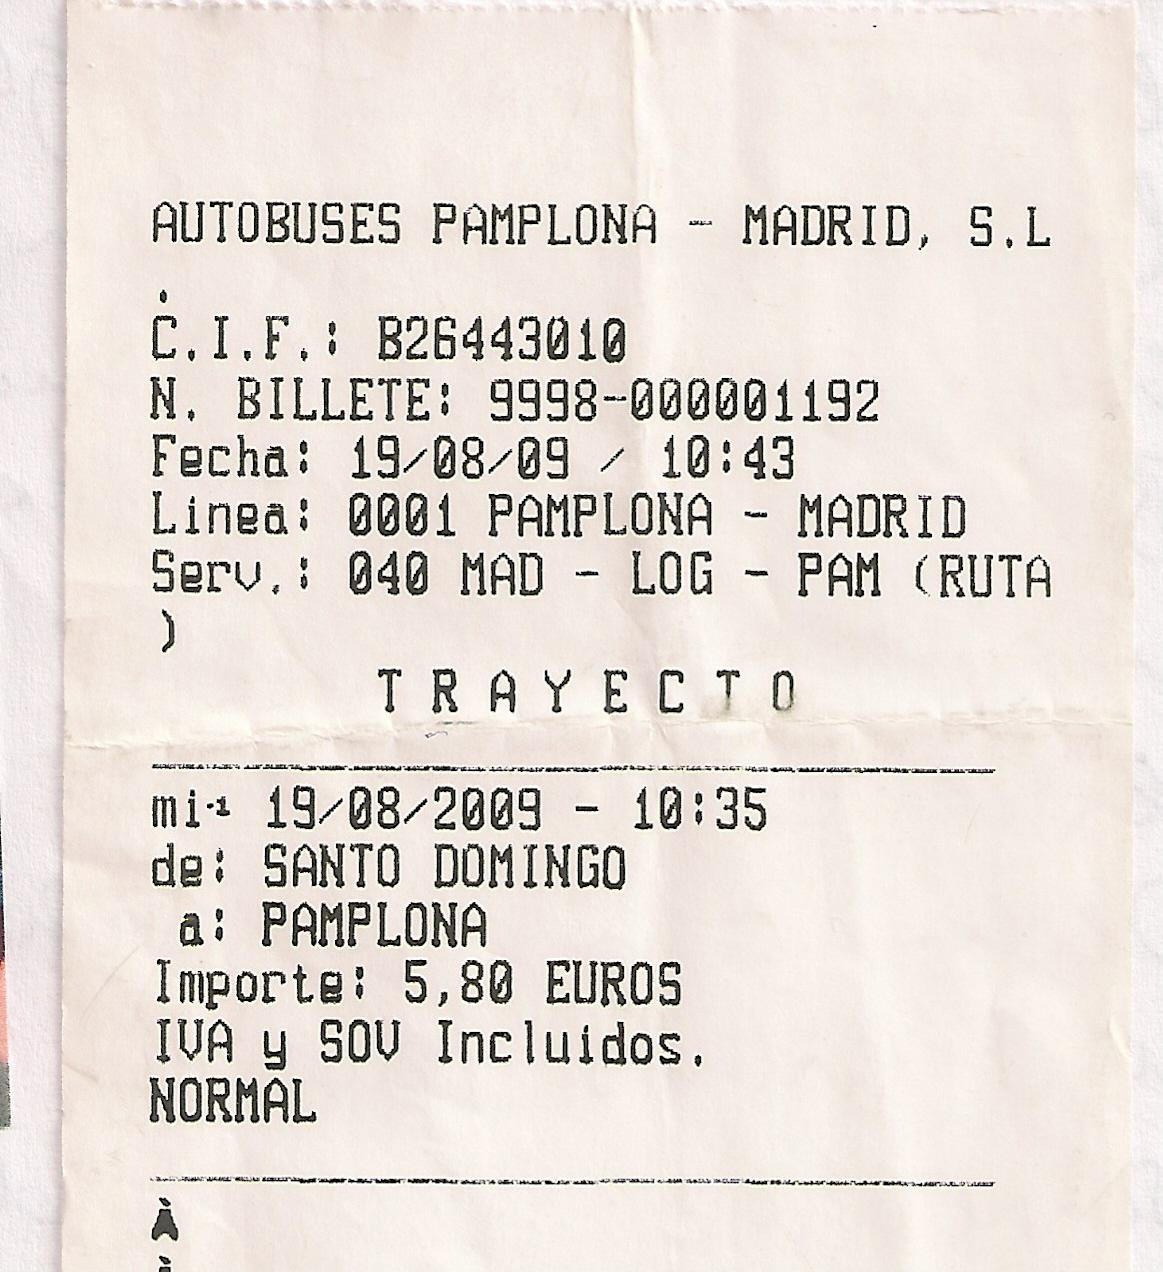 AUTOBUSES PAMPLONA - MADRID, S.L
.
C.I.F.: B26443010
N. BILLETE: 9998-000001192
Fecha: 19/08/09 / 10:43
Linea: 0001 PAMPLONA - MADRID
Serv.: 040 MAD - LOG - PAM (RUTA
)
T R A Y E C T O
19/08/2009 - 10:35
de: SANTO DOMINGO
a: PAMPLONA
Importe: 5,80 EUROS
IVA y SOV Incluidos.
NORMAL
À